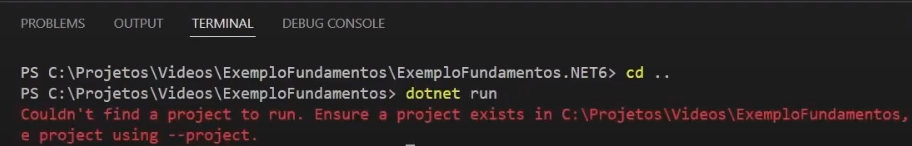 PROBLEMS OUTPUT TERMINAL DEBUG CONSOLE
PS C:\Projetos\Videos\ExemploFundamentos\ExemploFundamentos.NET6> cd ..
PS C:\Projetos\Videos\ExemploFundamentos> dotnet run
Couldn't find a project to run. Ensure a project exists in C:\Projetos\Videos\ExemploFundamentos,
e project using --project.